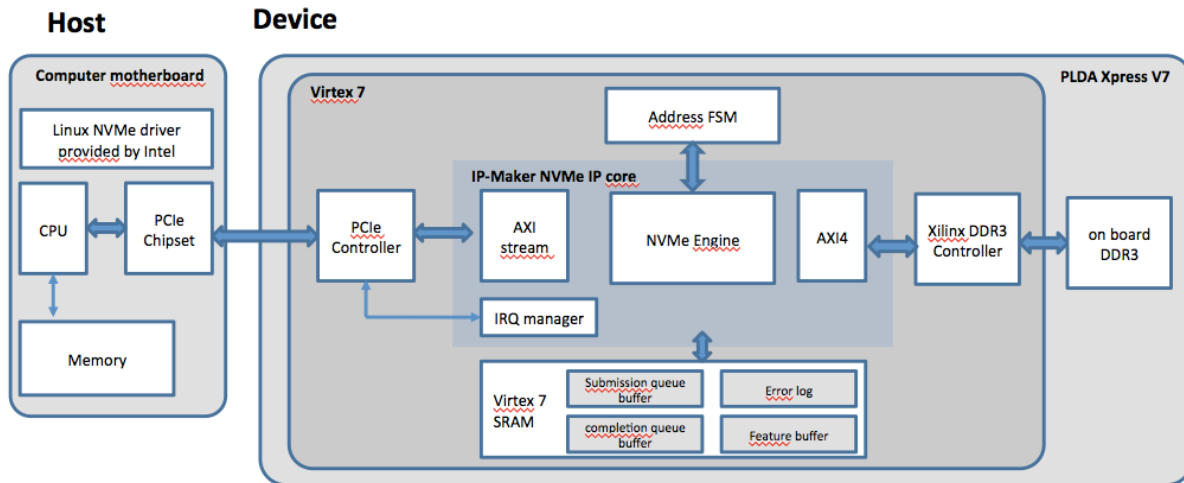 Host
Device
Computer motherboard
PLDA Xpress V7
Virtex 7
Linux NVMe driver
provided by Intel
Address FSM
IP-Maker NVMe IP core
CPU
PCIe
Chipset
PCIe
Controller
AXI
stream
NVMe Engine
AXI4
Xilinx DDR3
Controller
on board
DDR3
IRQ manager
Memory
Virtex 7
SRAM
Submission queue
buffer
Error log
completion queue
buffer
Feature buffer